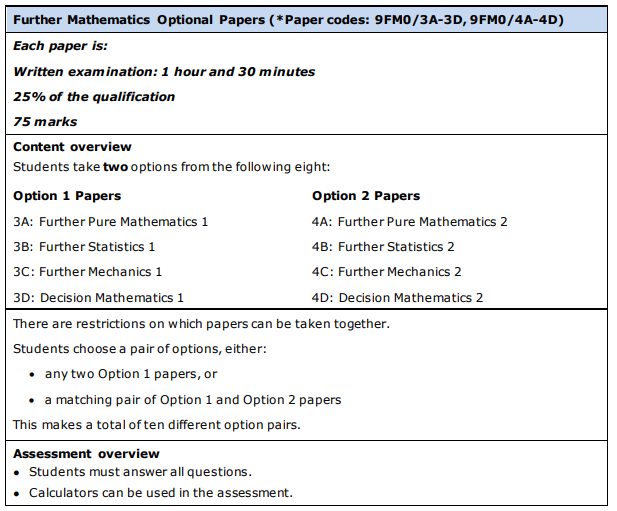 Further Mathematics Optional Papers (*Paper codes: 9FM0/3A-3D, 9FM0/4A-4D)
Each paper is:
Written examination: 1 hour and 30 minutes
25% of the qualification
75 marks
Content overview
Students take two options from the following eight:
Option 1 Papers
3A: Further Pure Mathematics 1
3B: Further Statistics 1
3C: Further Mechanics 1
3D: Decision Mathematics 1
Option 2 Papers
4A: Further Pure Mathematics 2
4B: Further Statistics 2
4C: Further Mechanics 2
4D: Decision Mathematics 2
There are restrictions on which papers can be taken together.
Students choose a pair of options, either:
• any two Option 1 papers, or
• a matching pair of Option 1 and Option 2 papers
This makes a total of ten different option pairs.
Assessment overview
• Students must answer all questions.
• Calculators can be used in the assessment.